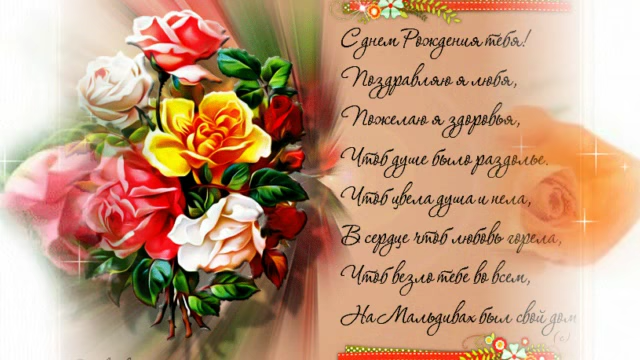 С днем Рождения тебя!
Поздравляю я любя,
Пожелаю я здоровья,
Чтоб душе было раздолье.
Чтоб цвела душа и пела,
В сердце чтоб любовь горела,
Чтоб везло тебе во всем,
На Мальдивах был свой дом
(с)